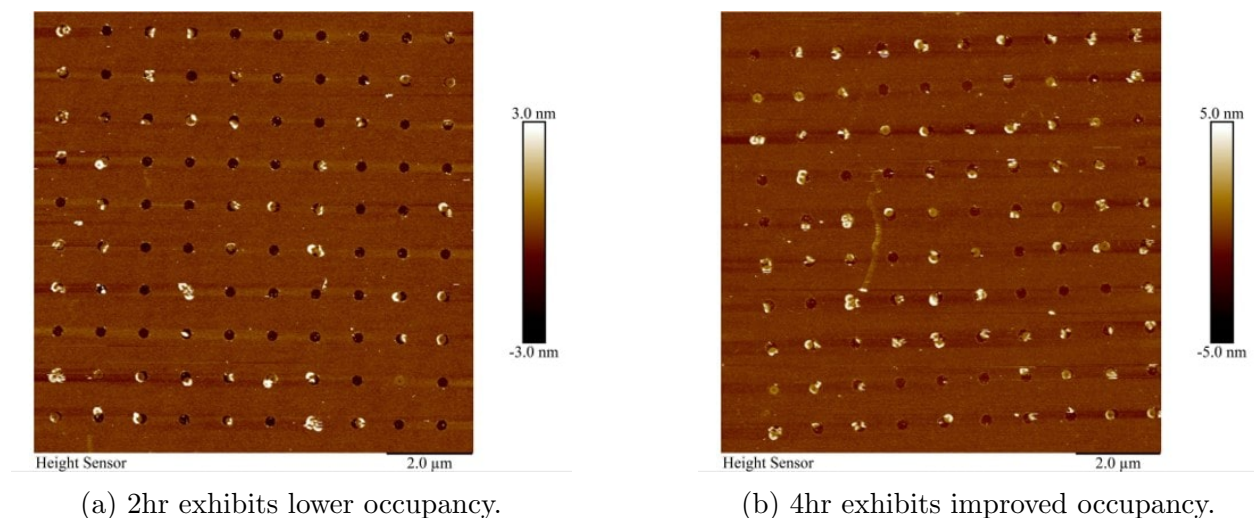 3.0 nm
-3.0 nm
Height Sensor
2.0 μm
(a) 2hr exhibits lower occupancy.
5.0 nm
-5.0 nm
Height Sensor
2.0 μm
(b) 4hr exhibits improved occupancy.